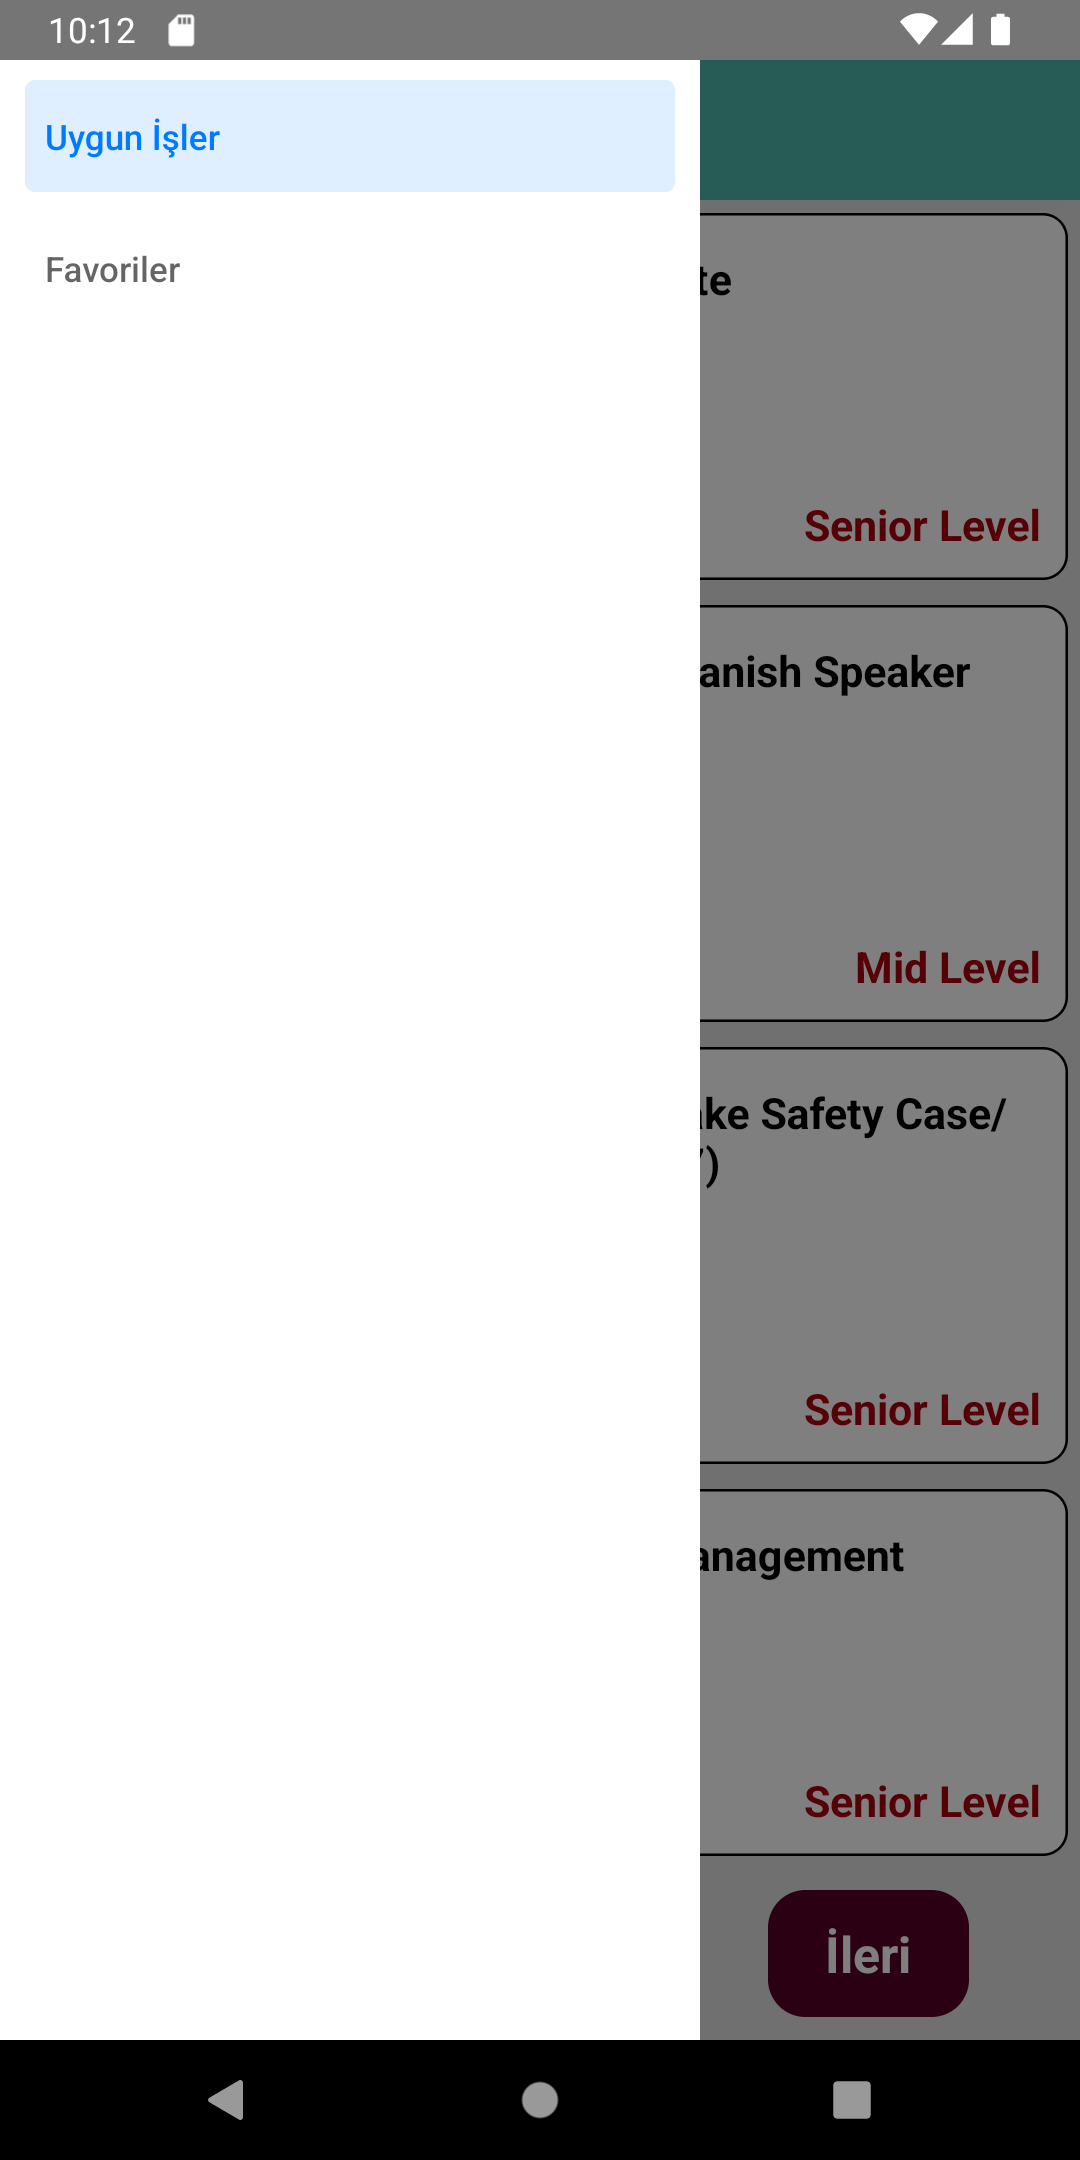 10:12
Uygun İşler
Favoriler
te
Senior Level
anish Speaker
Mid Level
ke Safety Case/
)
Senior Level
anagement
Senior Level
İleri